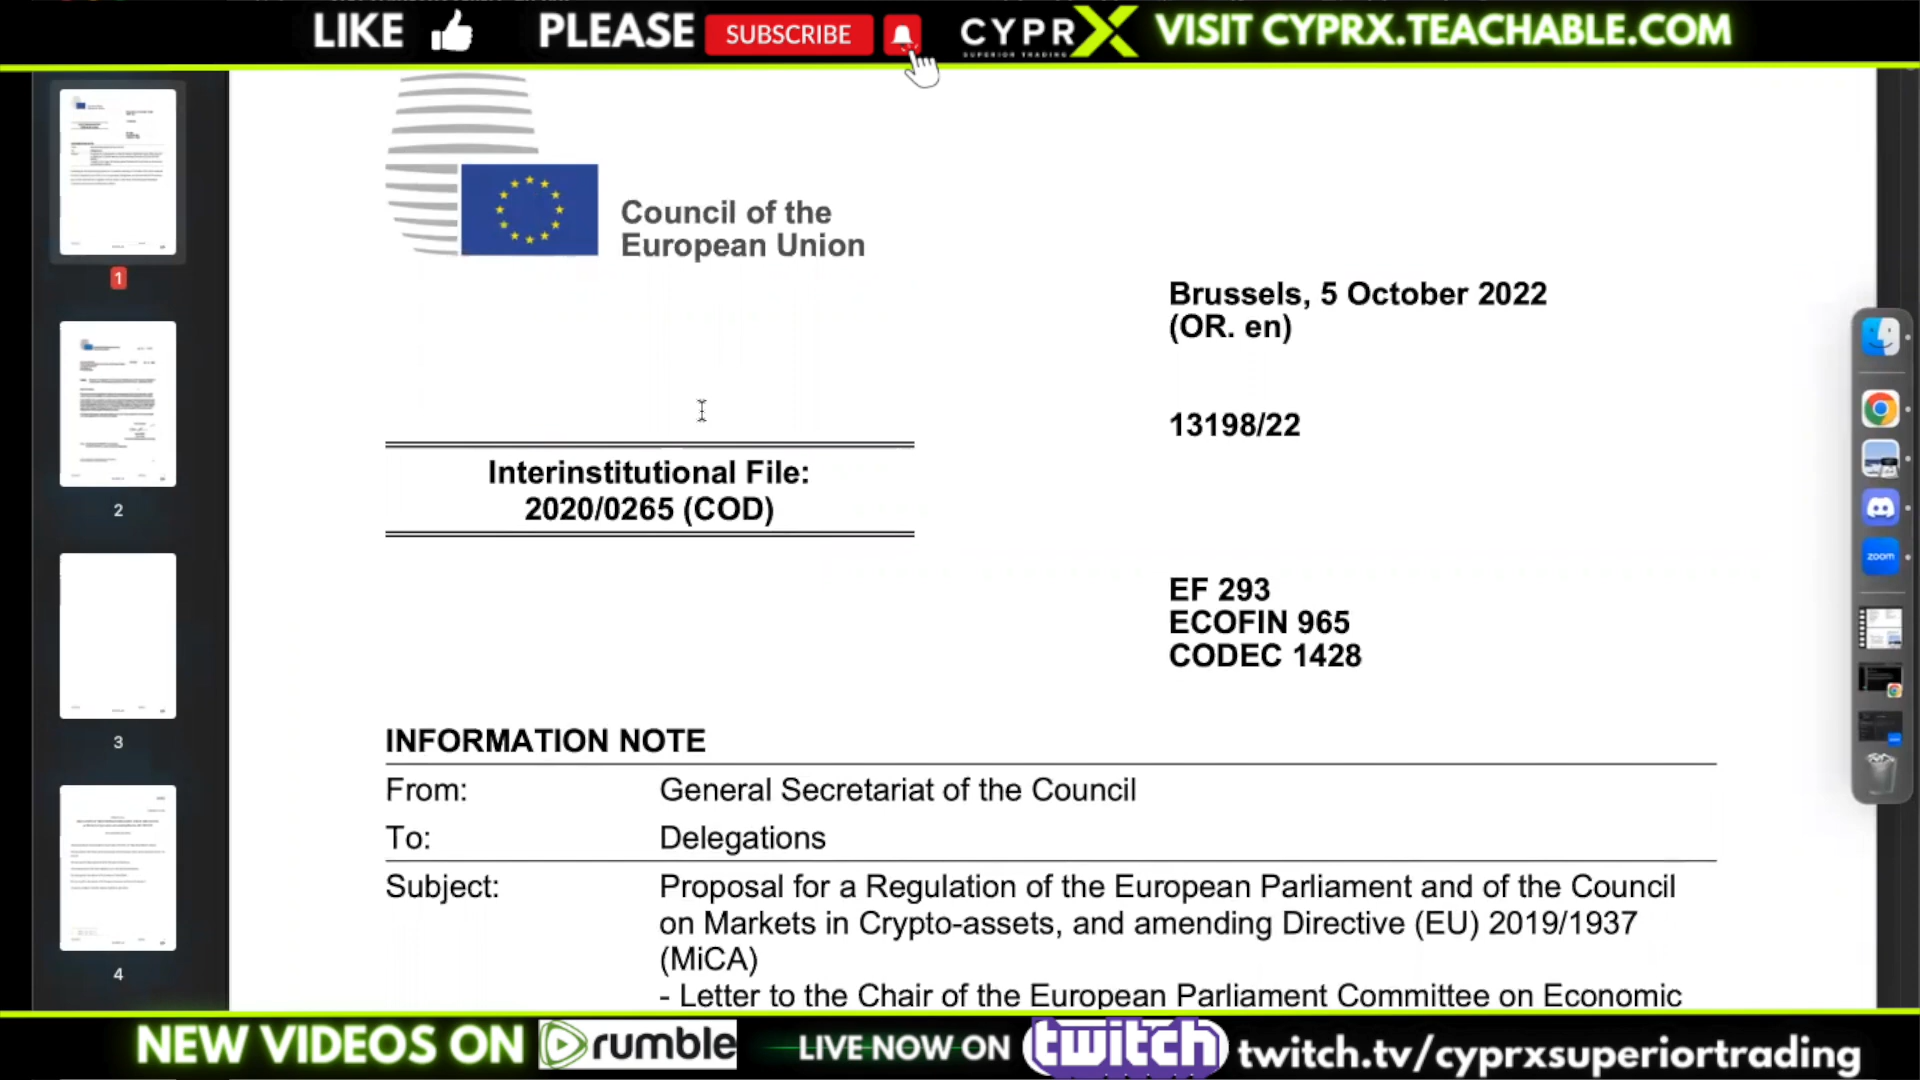 LIKE PLEASE SUBSCRIBE CYPRX VISIT CYPRX.TEACHABLE.COM
SUPERIOR TRADING
Council of the
European Union
Brussels, 5 October 2022
(OR. en)
13198/22
Interinstitutional File:
2020/0265 (COD)
EF 293
ECOFIN 965
CODEC 1428
INFORMATION NOTE
From: General Secretariat of the Council
To: Delegations
Subject: Proposal for a Regulation of the European Parliament and of the Council
on Markets in Crypto-assets, and amending Directive (EU) 2019/1937
(MiCA)
- Letter to the Chair of the European Parliament Committee on Economic
1
2
3
4
zoom
NEW VIDEOS ON rumble LIVE NOW ON twitch twitch.tv/cyprxsuperiortrading